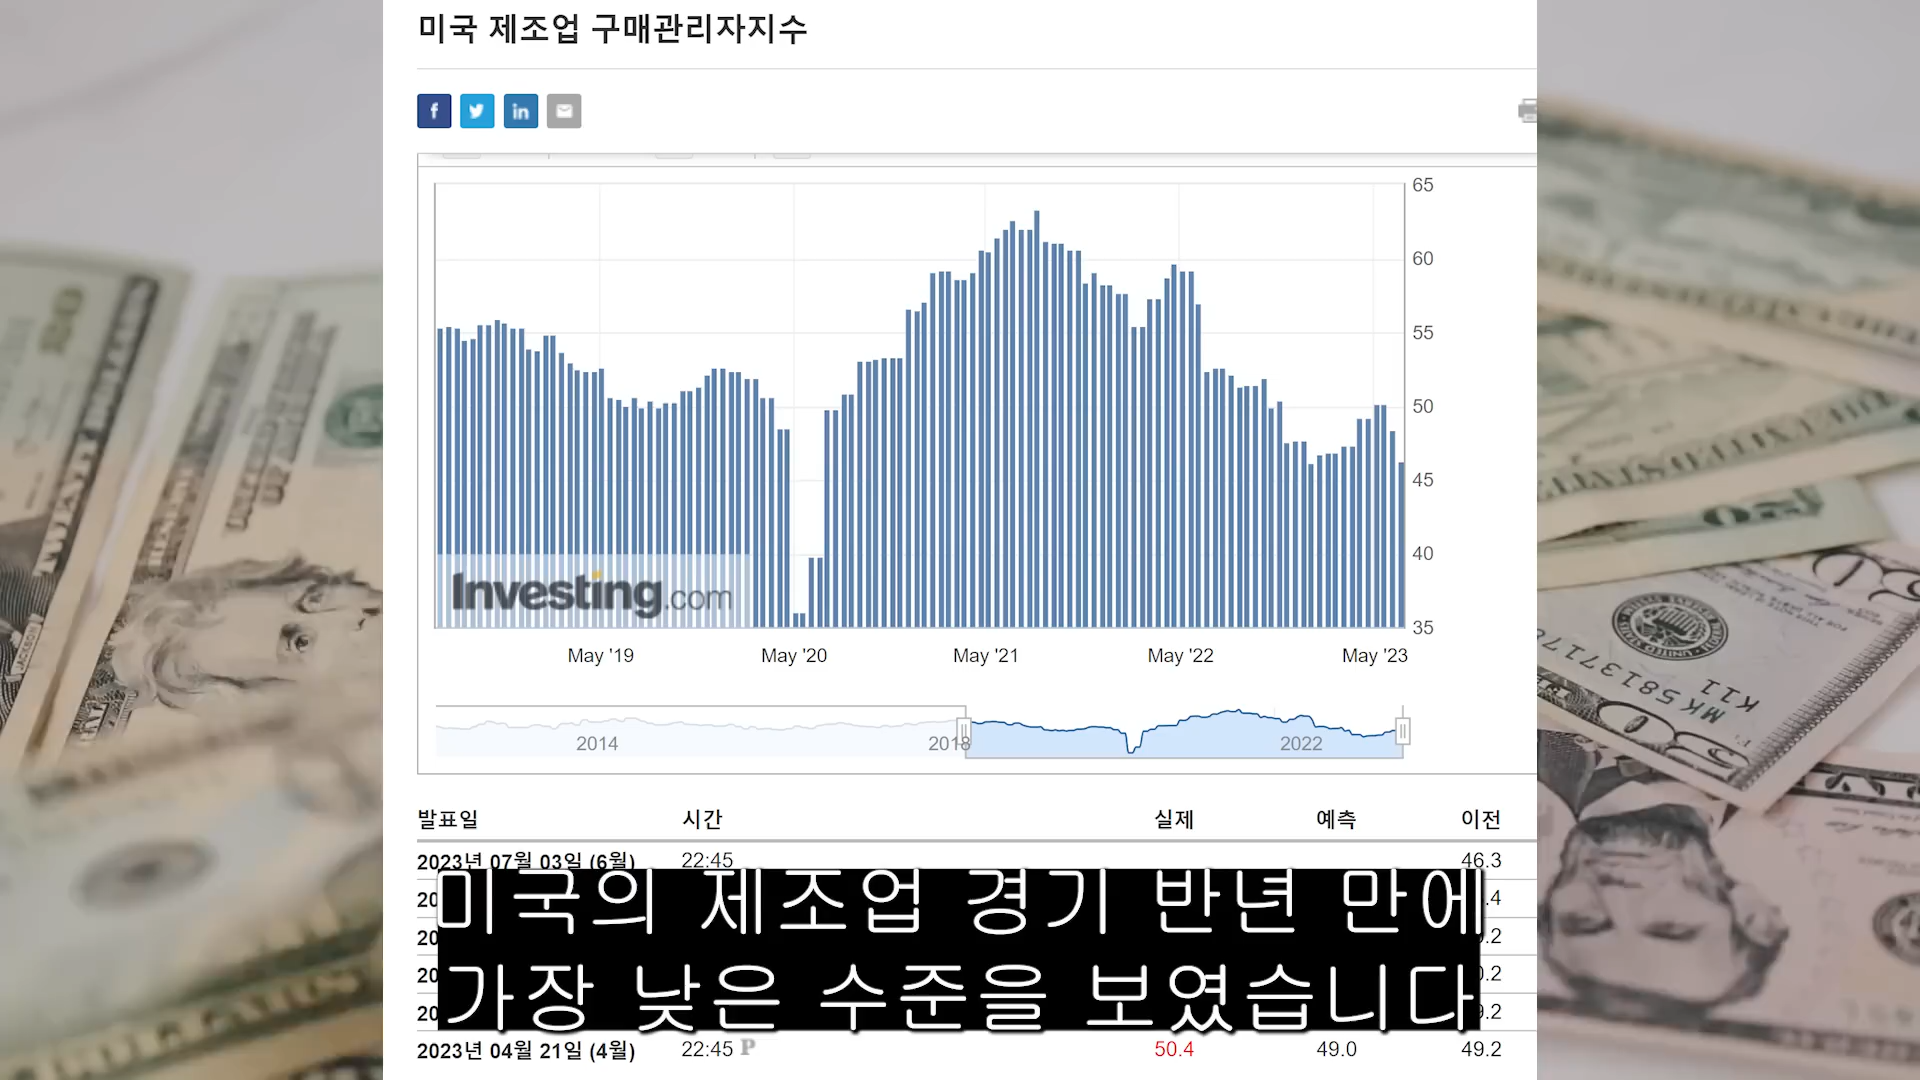 미국 제조업 구매관리자지수
65
60
55
50
45
40
35
Investing.com
May '19 May '20 May '21 May '22 May '23
2014 2018 2022
발표일 시간 실제 예측 이전
2023년 07월 03일 (6월) 22:45 46.3
미국의 제조업 경기 반년 만에
가장 낮은 수준을 보였습니다
2023년 04월 21일 (4월) 22:45 P 50.4 49.0 49.2
MK5813717
K11